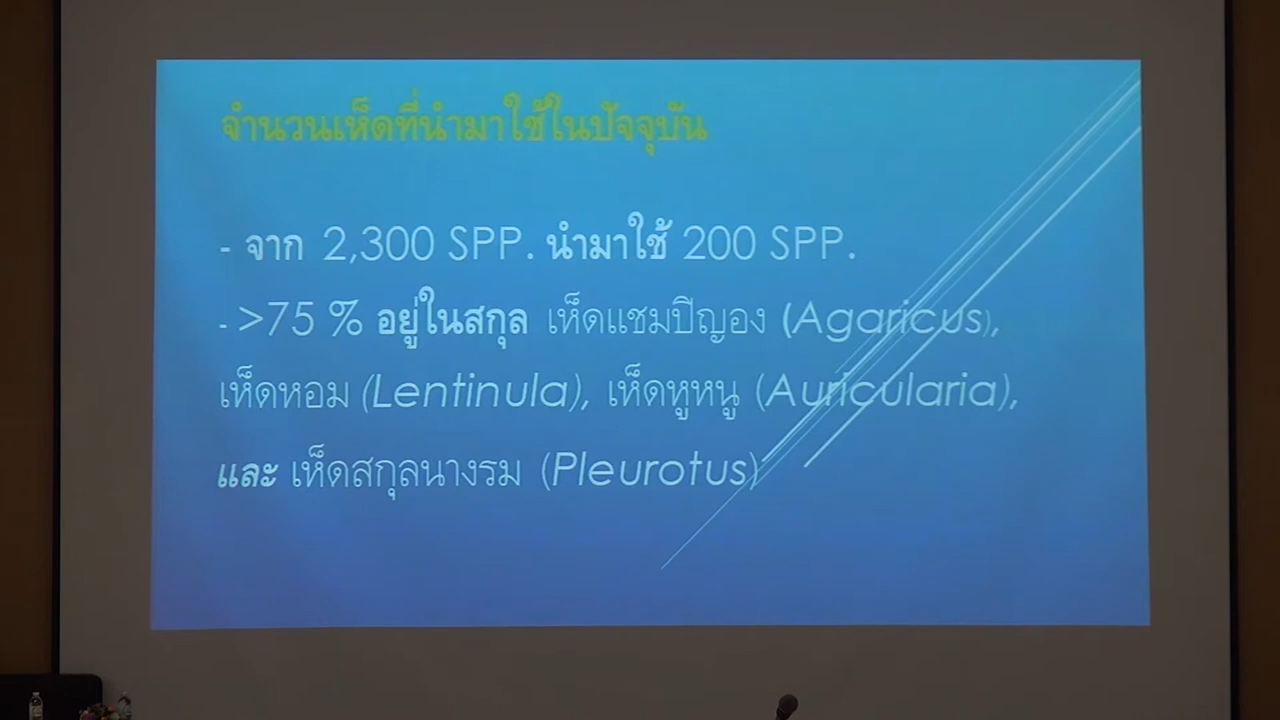 จำนวนเห็ดที่นำมาใช้ในปัจจุบัน
- จาก 2,300 SPP. นำมาใช้ 200 SPP.
- >75 % อยู่ในสกุล เห็ดแชมปิญอง (Agaricus),
เห็ดหอม (Lentinula), เห็ดหูหนู (Auricularia),
และ เห็ดสกุลนางรม (Pleurotus)